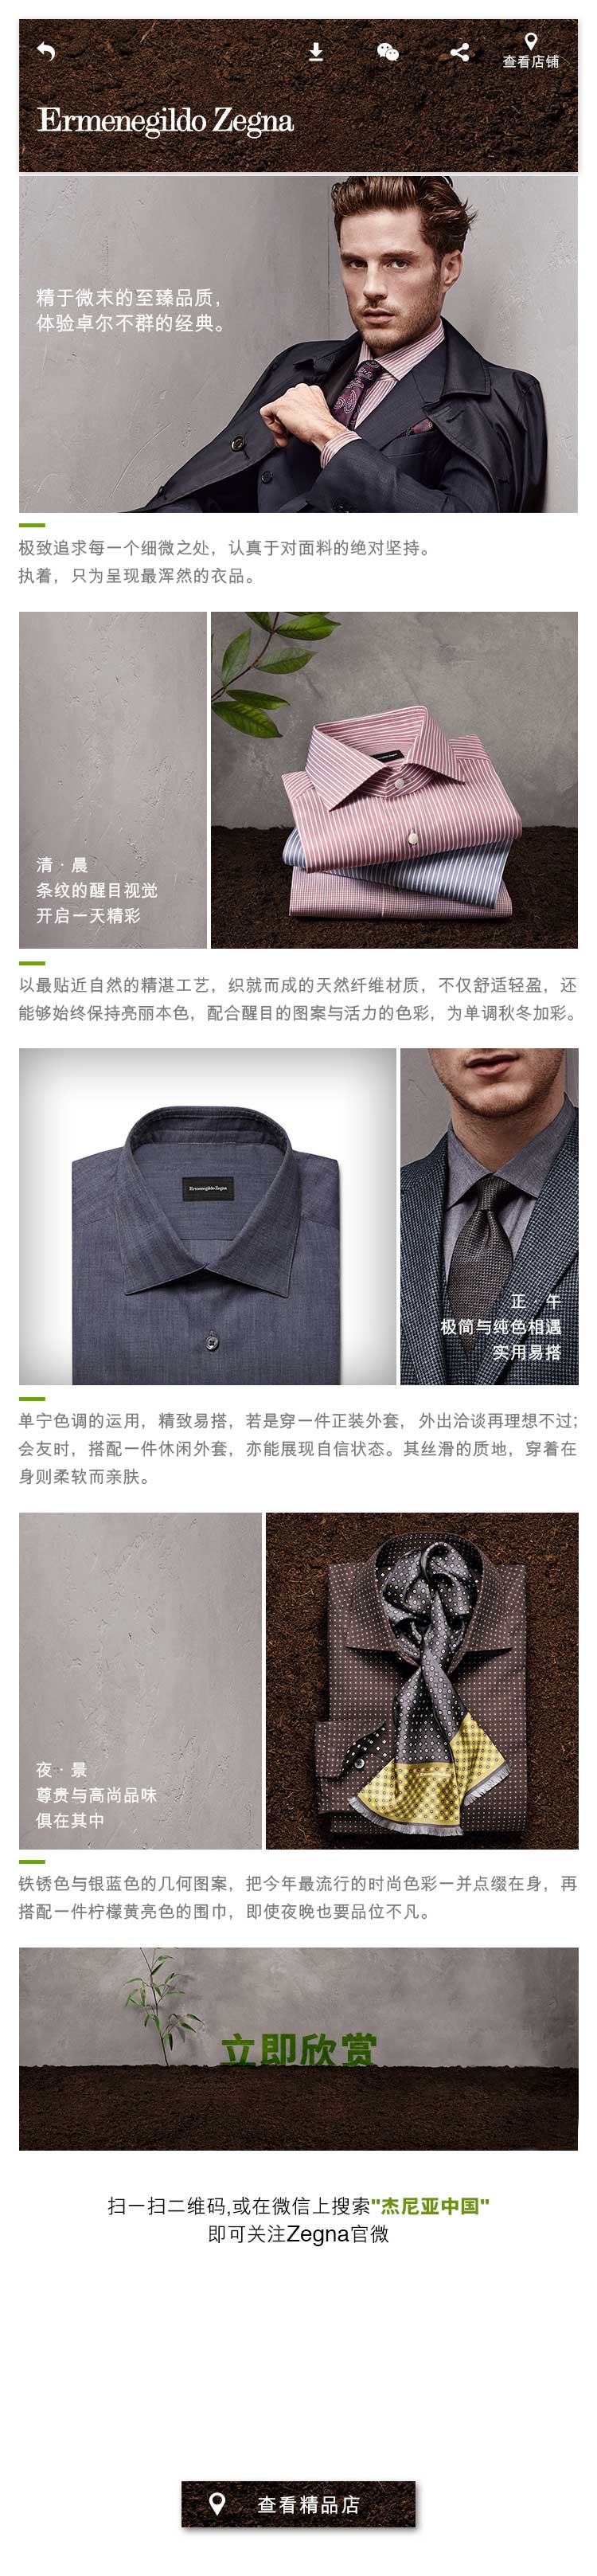 查看店铺
Ermenegildo Zegna
精于微末的至臻品质，
体验卓尔不群的经典。
极致追求每一个细微之处，认真于对面料的绝对坚持。
执着，只为呈现最浑然的衣品。
清·晨
条纹的醒目视觉
开启一天精彩
以最贴近自然的精湛工艺，织就而成的天然纤维材质，不仅舒适轻盈，还
能够始终保持亮丽本色，配合醒目的图案与活力的色彩，为单调秋冬加彩。
Ermenegildo Zegna
正·午
极简与纯色相遇
实用易搭
单宁色调的运用，精致易搭，若是穿一件正装外套，外出洽谈再理想不过；
会友时，搭配一件休闲外套，亦能展现自信状态。其丝滑的质地，穿着在
身则柔软而亲肤。
夜·景
尊贵与高尚品味
俱在其中
铁锈色与银蓝色的几何图案，把今年最流行的时尚色彩一并点缀在身，再
搭配一件柠檬黄亮色的围巾，即使夜晚也要品位不凡。
立即欣赏
扫一扫二维码,或在微信上搜索"杰尼亚中国"
即可关注Zegna官微
查看精品店